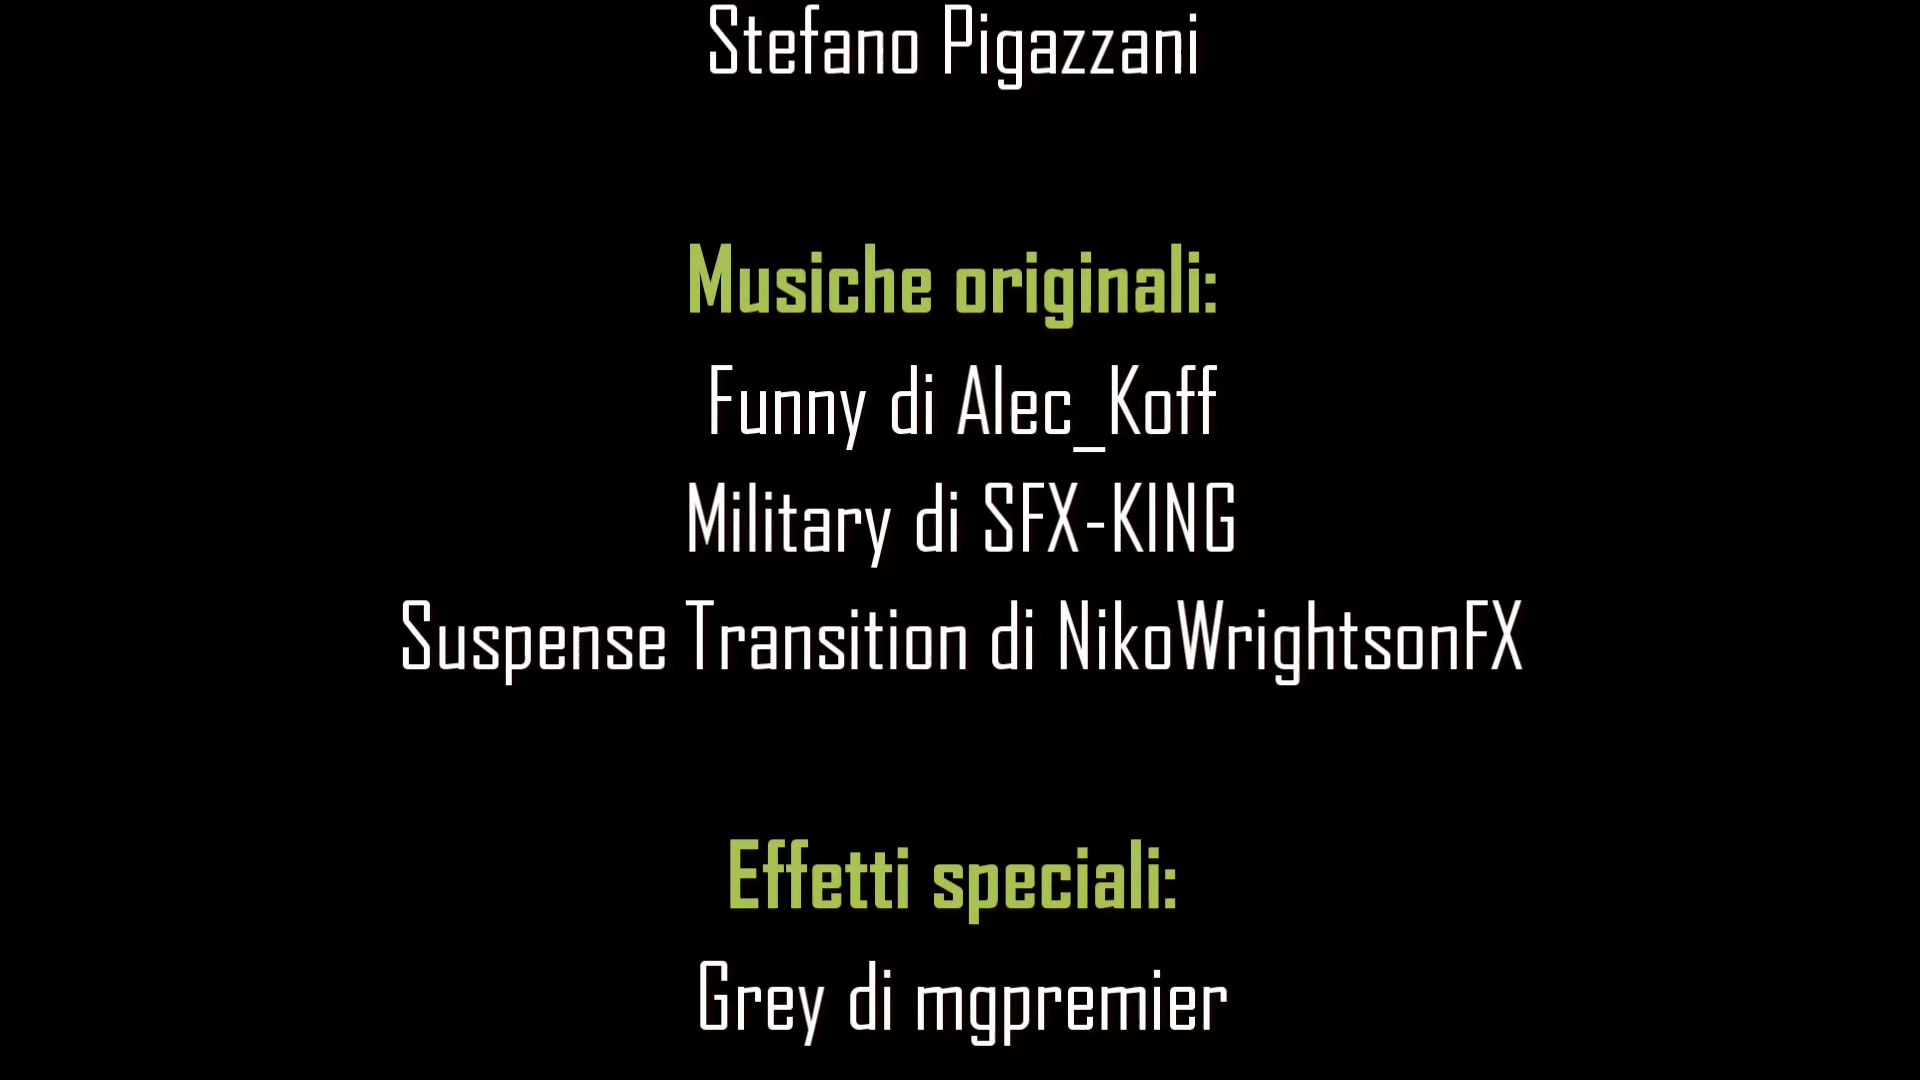 Stefano Pigazzani
Musiche originali:
Funny di Alec_Koff
Military di SFX-KING
Suspense Transition di NikoWrightsonFX
Effetti speciali:
Grey di mgpremier